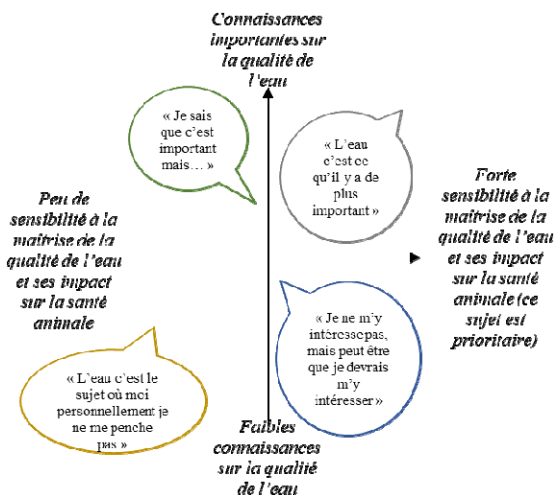 Connaissances
importantes sur
la qualité de
l'eau
« Je sais
que c'est
important
mais… »
« L'eau
c'est ce
qu'il y a de
plus
important »
Peu de
sensibilité à la
maîtrise de la
qualité de l'eau
et ses impact
sur la santé
animale
Forte
sensibilité à la
maîtrise de la
qualité de l'eau
et ses impact
sur la santé
animale (ce
sujet est
prioritaire)
« Je ne m'y
intéresse pas,
mais peut être
que je devrais
m'y
intéresser »
« L'eau c'est le
sujet où moi
personnellement je
ne me penche
pas »
Faibles
connaissances
sur la qualité
de l'eau